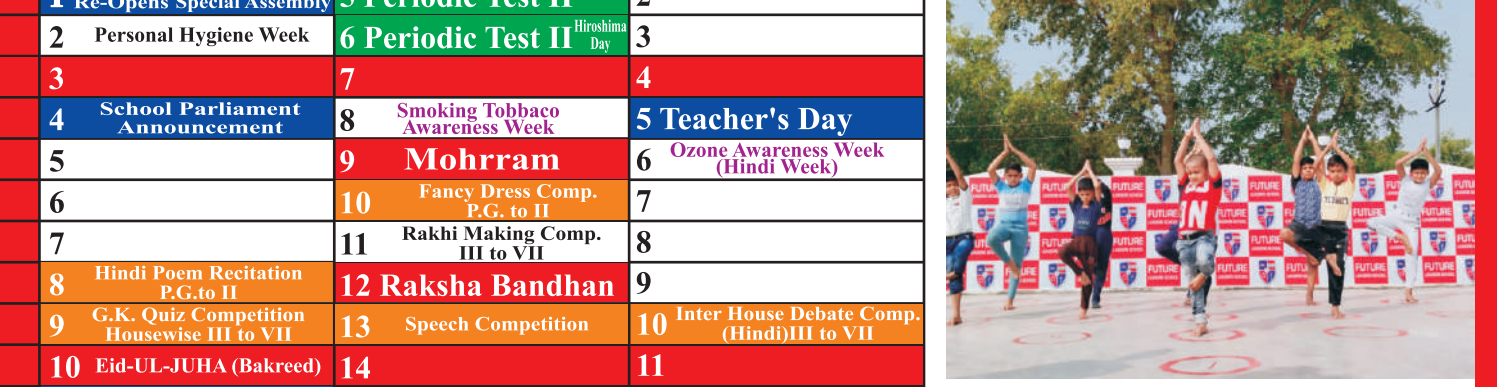 1 Re-Opens Special Assembly
2 Personal Hygiene Week
3
4 School Parliament
Announcement
5
6
7
8 Hindi Poem Recitation
P.G.to II
9 G.K. Quiz Competition
Housewise III to VII
10 Eid-UL-JUHA (Bakreed)
5 Periodic Test II
6 Periodic Test II Hiroshima
Day
7
8 Smoking Tobbaco
Awareness Week
9 Mohrram
10 Fancy Dress Comp.
P.G. to II
11 Rakhi Making Comp.
III to VII
12 Raksha Bandhan
13 Speech Competition
14
2
3
4
5 Teacher's Day
6 Ozone Awareness Week
(Hindi Week)
7
8
9
10 Inter House Debate Comp.
(Hindi)III to VII
11
FUTURE